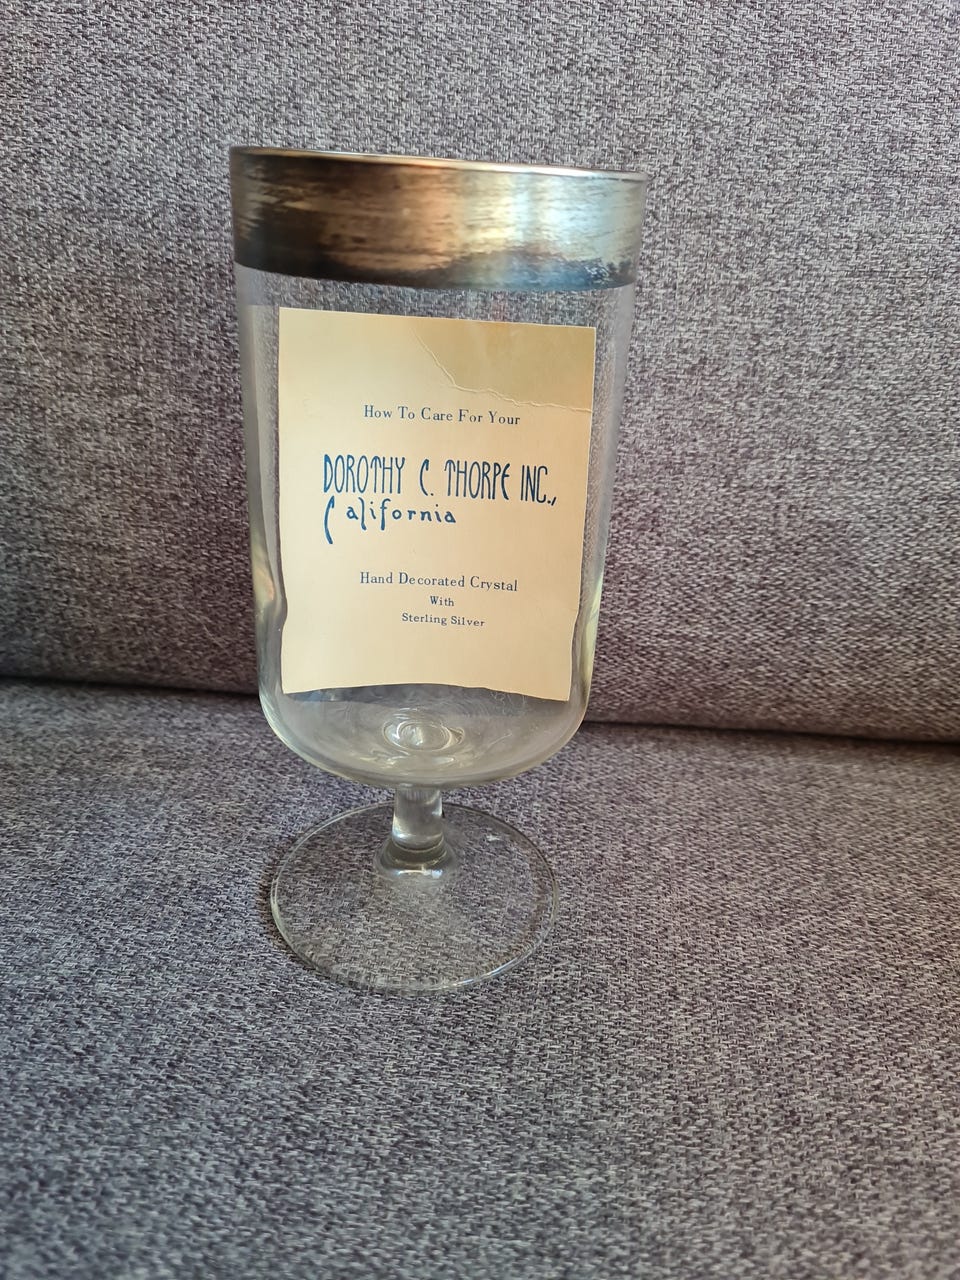 How To Care For Your
DOROTHY C. THORPE INC.,
California
Hand Decorated Crystal
With
Sterling Silver